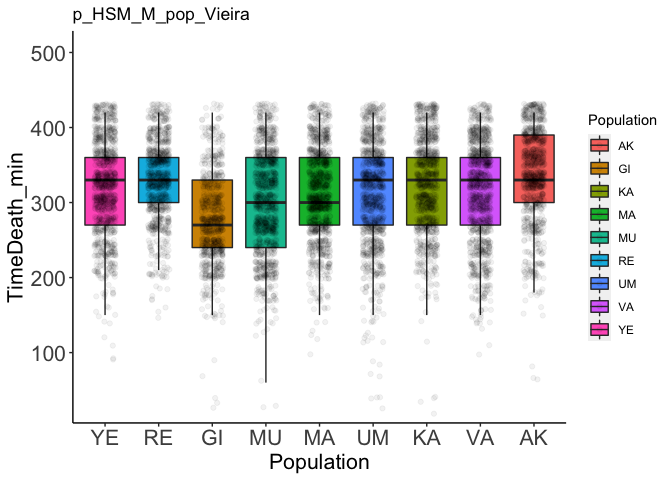 p_HSM_M_pop_Vieira
TimeDeath_min
500
400
300
200
100
YE RE GI MU MA UM KA VA AK
Population
Population
AK
GI
KA
MA
MU
RE
UM
VA
YE